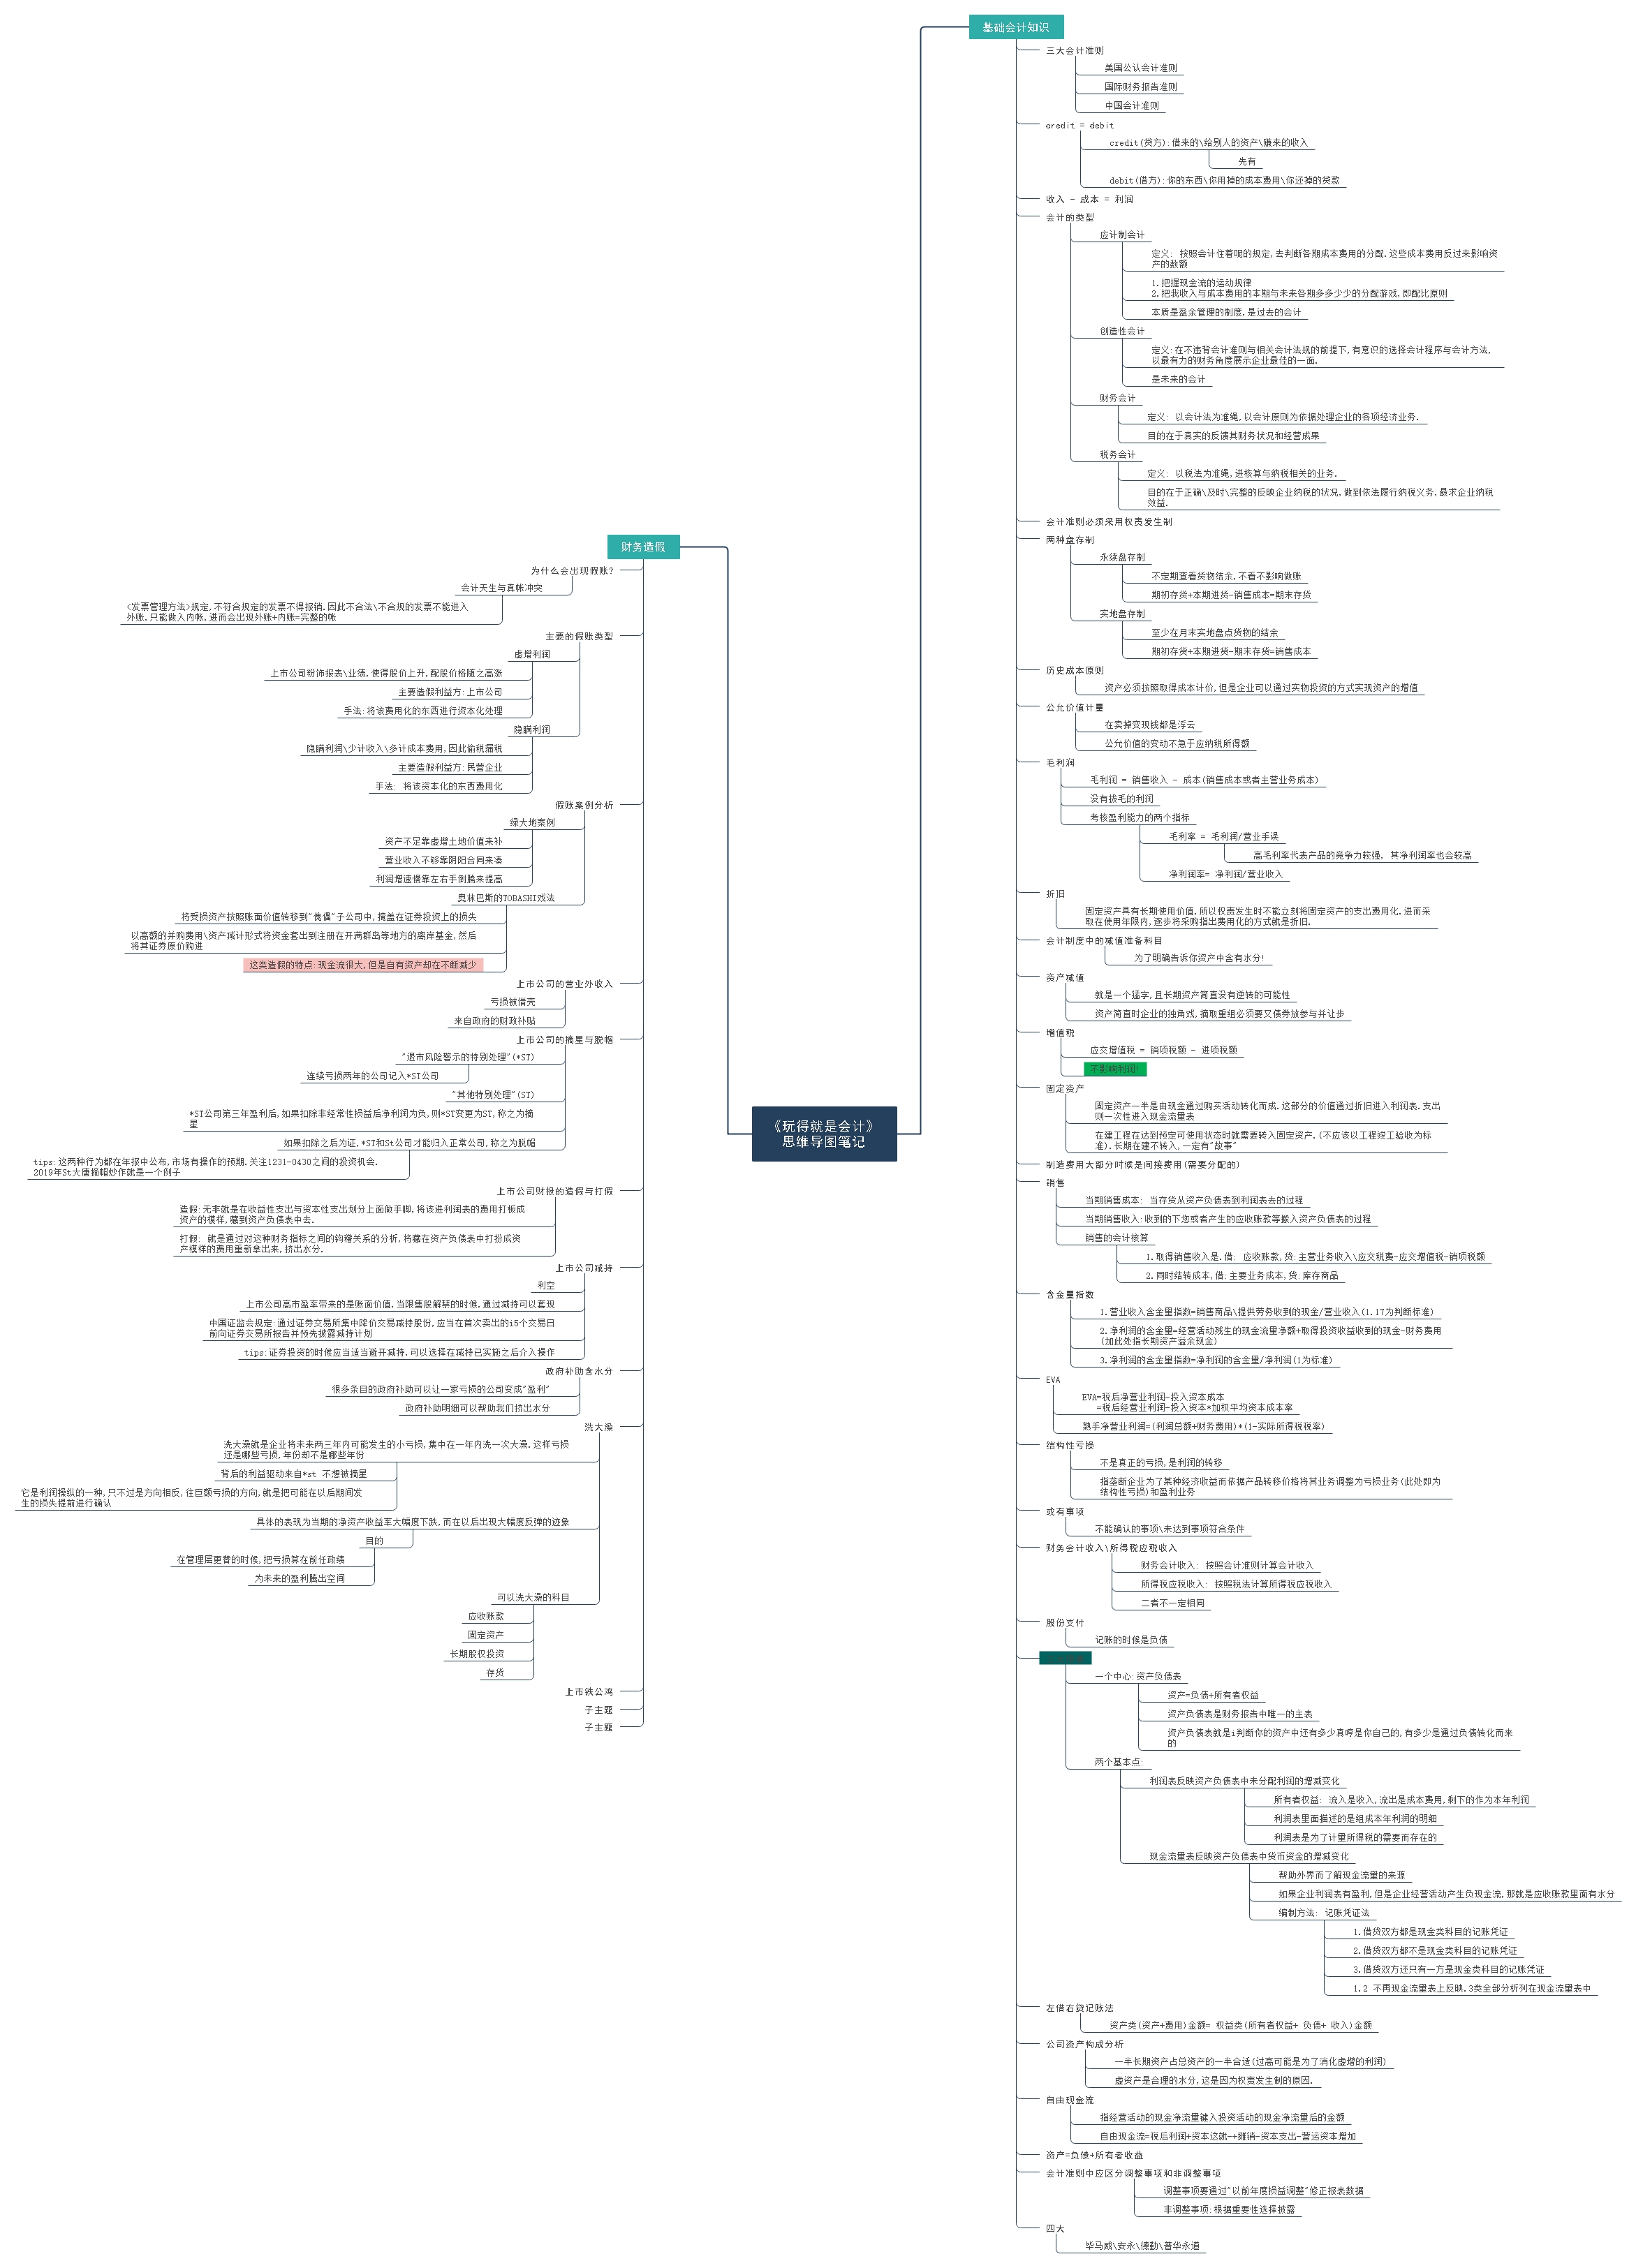 《玩得就是会计》
思维导图笔记
基础会计知识
三大会计准则
美国公认会计准则
国际财务报告准则
中国会计准则
credit = debit
credit(贷方):借来的\给别人的资产\赚来的收入
先有
debit(借方):你的东西\你用掉的成本费用\你还掉的贷款
收入 - 成本 = 利润
会计的类型
应计制会计
定义: 按照会计住着呢的规定,去判断各期成本费用的分配.这些成本费用反过来影响资
产的数额
1.把握现金流的运动规律
2.把我收入与成本费用的本期与未来各期多多少少的分配游戏,即配比原则
本质是盈余管理的制度,是过去的会计
创造性会计
定义:在不违背会计准则与相关会计法规的前提下,有意识的选择会计程序与会计方法,
以最有力的财务角度展示企业最佳的一面.
是未来的会计
财务会计
定义: 以会计法为准绳,以会计原则为依据处理企业的各项经济业务.
目的在于真实的反馈其财务状况和经营成果
税务会计
定义: 以税法为准绳,进核算与纳税相关的业务.
目的在于正确\及时\完整的反映企业纳税的状况,做到依法履行纳税义务,最求企业纳税
效益.
会计准则必须采用权责发生制
两种盘存制
永续盘存制
不定期查看货物结余,不看不影响做账
期初存货+本期进货-销售成本=期末存货
实地盘存制
至少在月末实地盘点货物的结余
期初存货+本期进货-期末存货=销售成本
历史成本原则
资产必须按照取得成本计价,但是企业可以通过实物投资的方式实现资产的增值
公允价值计量
在卖掉变现钱都是浮云
公允价值的变动不急于应纳税所得额
毛利润
毛利润 = 销售收入 - 成本(销售成本或者主营业务成本)
没有拔毛的利润
考核盈利能力的两个指标
毛利率 = 毛利润/营业手误
高毛利率代表产品的竟争力较强, 其净利润率也会较高
净利润率= 净利润/营业收入
折旧
固定资产具有长期使用价值,所以权责发生时不能立刻将固定资产的支出费用化,进而采
取在使用年限内,逐步将采购指出费用化的方式就是折旧.
会计制度中的减值准备科目
为了明确告诉你资产中含有水分!
资产减值
就是一个猛字,且长期资产简直没有逆转的可能性
资产简直时企业的独角戏,摘取重组必须要又债券放参与并让步
增值税
应交增值税 = 销项税额 - 进项税额
不影响利润!
固定资产
固定资产一半是由现金通过购买活动转化而成.这部分的价值通过折旧进入利润表.支出
则一次性进入现金流量表
在建工程在达到预定可使用状态时就需要转入固定资产.(不应该以工程竣工验收为标
准).长期在建不转入,一定有"故事"
制造费用大部分时候是间接费用(需要分配的)
销售
当期销售成本: 当存货从资产负债表到利润表去的过程
当期销售收入:收到的下您或者产生的应收账款等搬入资产负债表的过程
销售的会计核算
1.取得销售收入是.借: 应收账款,贷:主营业务收入\应交税费-应交增值税-销项税额
2.同时结转成本,借:主要业务成本,贷:库存商品
含金量指数
1.营业收入含金量指数=销售商品\提供劳务收到的现金/营业收入(1.17为判断标准)
2.净利润的含金量=经营活动残生的现金流量净额+取得投资收益收到的现金-财务费用
(加此处指长期资产溢余现金)
3.净利润的含金量指数=净利润的含金量/净利润(1为标准)
EVA
EVA=税后净营业利润-投入资本成本
=税后经营业利润-投入资本*加权平均资本成本率
熟手净营业利润=(利润总额+财务费用)*(1-实际所得税税率)
结构性亏损
不是真正的亏损,是利润的转移
指垄断企业为了某种经济收益而依据产品转移价格将其业务调整为亏损业务(此处即为
结构性亏损)和盈利业务
或有事项
不能确认的事项\未达到事项符合条件
财务会计收入\所得税应税收入
财务会计收入: 按照会计准则计算会计收入
所得税应税收入: 按照税法计算所得税应税收入
二者不一定相同
股份支付
记账的时候是负债
一个中心:资产负债表
资产=负债+所有者权益
资产负债表是财务报告中唯一的主表
资产负债表就是i判断你的资产中还有多少真哼是你自己的,有多少是通过负债转化而来
的
两个基本点:
利润表反映资产负债表中未分配利润的增减变化
所有者权益: 流入是收入,流出是成本费用,剩下的作为本年利润
利润表里面描述的是组成本年利润的明细
利润表是为了计量所得税的需要而存在的
现金流量表反映资产负债表中货币资金的增减变化
帮助外界而了解现金流量的来源
如果企业利润表有盈利,但是企业经营活动产生负现金流,那就是应收账款里面有水分
编制方法: 记账凭证法
1.借贷双方都是现金类科目的记账凭证
2.借贷双方都不是现金类科目的记账凭证
3.借贷双方还只有一方是现金类科目的记账凭证
1.2 不再现金流量表上反映.3类全部分析列在现金流量表中
左借右贷记账法
资产类(资产+费用)金额= 权益类(所有者权益+ 负债+ 收入)金额
公司资产构成分析
一半长期资产占总资产的一半合适(过高可能是为了消化虚增的利润)
虚资产是合理的水分,这是因为权责发生制的原因.
自由现金流
指经营活动的现金净流量键入投资活动的现金净流量后的金额
自由现金流=税后利润+资本这就-+摊销-资本支出-营运资本增加
资产=负债+所有者收益
会计准则中应区分调整事项和非调整事项
调整事项要通过"以前年度损益调整"修正报表数据
非调整事项:根据重要性选择披露
四大
毕马威\安永\德勤\普华永道
财务造假
为什么会出现假账?
会计天生与真帐冲突
<发票管理方法>规定,不符合规定的发票不得报销.因此不合法\不合规的发票不能进入
外账,只能做入内帐.进而会出现外账+内账=完整的帐
主要的假账类型
虚增利润
上市公司粉饰报表\业绩,使得股价上升,配股价格随之高涨
主要造假利益方:上市公司
手法:将该费用化的东西进行资本化处理
隐瞒利润
隐瞒利润\少计收入\多计成本费用,因此偷税漏税
主要造假利益方:民营企业
手法: 将该资本化的东西费用化
假账案例分析
绿大地案例
资产不足靠虚增土地价值来补
营业收入不够靠阴阳合同来凑
利润增速慢靠左右手倒腾来提高
奥林巴斯的TOBASHI戏法
将受损资产按照账面价值转移到"傀儡"子公司中,掩盖在证劵投资上的损失
以高额的并购费用\资产减计形式将资金套出到注册在开满群岛等地方的离岸基金,然后
将其证劵原价购进
这类造假的特点:现金流很大,但是自有资产却在不断减少
上市公司的营业外收入
亏损被借壳
来自政府的财政补贴
上市公司的摘星与脱帽
"退市风险警示的特别处理"(*ST)
连续亏损两年的公司记入*ST公司
"其他特别处理"(ST)
*ST公司第三年盈利后,如果扣除非经常性损益后净利润为负,则*ST变更为ST,称之为摘
星
如果扣除之后为证,*ST和St公司才能归入正常公司,称之为脱帽
tips:这两种行为都在年报中公布,市场有操作的预期.关注1231-0430之间的投资机会.
2019年St大唐摘帽炒作就是一个例子
上市公司财报的造假与打假
造假:无非就是在收益性支出与资本性支出划分上面做手脚,将该进利润表的费用打板成
资产的模样,藏到资产负债表中去.
打假: 就是通过对这种财务指标之间的钩稽关系的分析,将藏在资产负债表中打扮成资
产模样的费用重新拿出来,挤出水分.
上市公司减持
利空
上市公司高市盈率带来的是账面价值,当限售股解禁的时候,通过减持可以套现
中国证监会规定:通过证券交易所集中降价交易减持股份,应当在首次卖出的i5个交易日
前向证券交易所报告并预先披露减持计划
tips:证券投资的时候应当适当避开减持,可以选择在减持已实施之后介入操作
政府补助含水分
很多条目的政府补助可以让一家亏损的公司变成"盈利"
政府补助明细可以帮助我们挤出水分
洗大澡
洗大澡就是企业将未来两三年内可能发生的小亏损,集中在一年内洗一次大澡.这样亏损
还是哪些亏损,年份却不是哪些年份
背后的利益驱动来自*st 不想被摘星
它是利润操纵的一种,只不过是方向相反,往巨额亏损的方向,就是把可能在以后期间发
生的损失提前进行确认
具体的表现为当期的净资产收益率大幅度下跌,而在以后出现大幅度反弹的迹象
目的
在管理层更替的时候,把亏损算在前任政绩
为未来的盈利腾出空间
可以洗大澡的科目
应收账款
固定资产
长期股权投资
存货
上市铁公鸡
子主题
子主题